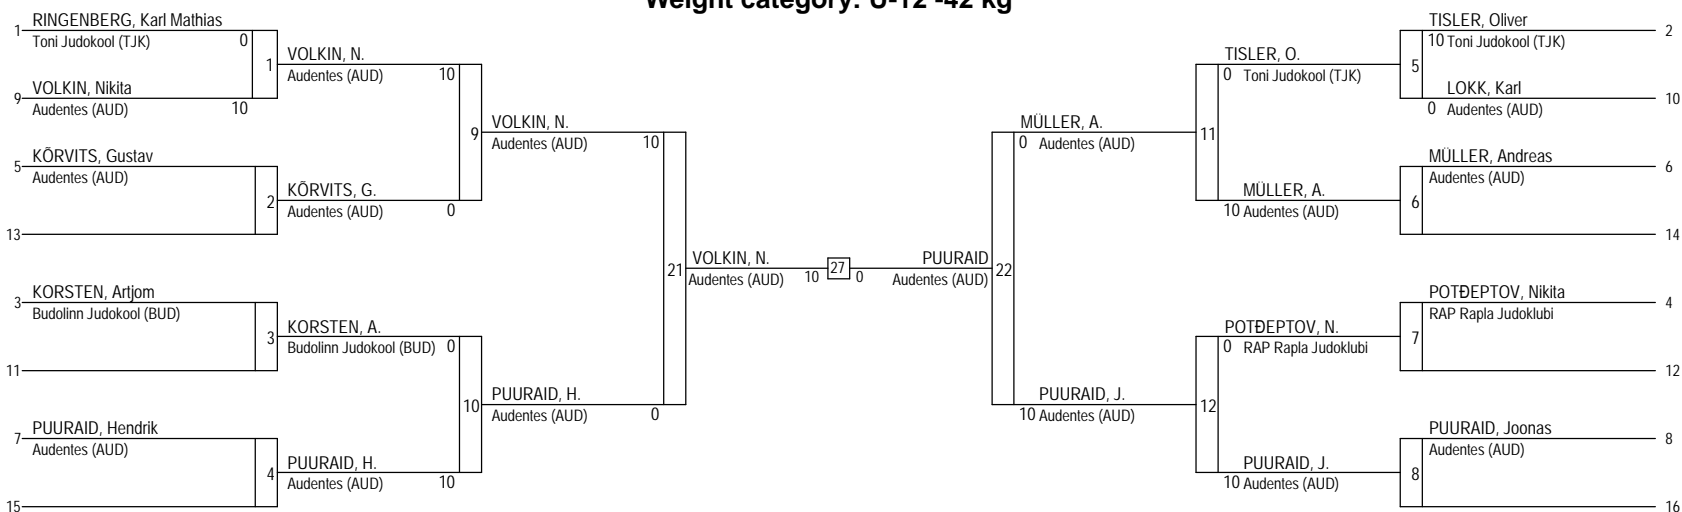 Weight category: U-12 -42 kg
1
RINGENBERG, Karl Mathias
Toni Judokool (TJK)
0
1
9
VOLKIN, Nikita
Audentes (AUD)
10
VOLKIN, N.
Audentes (AUD)
10
5
KÕRVITS, Gustav
Audentes (AUD)
2
13
KÕRVITS, G.
Audentes (AUD)
0
9
VOLKIN, N.
Audentes (AUD)
10
3
KORSTEN, Artjom
Budolinn Judokool (BUD)
3
11
KORSTEN, A.
Budolinn Judokool (BUD)
0
7
PUURAID, Hendrik
Audentes (AUD)
4
15
PUURAID, H.
Audentes (AUD)
10
10
PUURAID, H.
Audentes (AUD)
0
21
VOLKIN, N.
Audentes (AUD)
10
27
0
PUURAID
Audentes (AUD)
22
MÜLLER, A.
0 Audentes (AUD)
11
TISLER, O.
0 Toni Judokool (TJK)
5
TISLER, Oliver
10 Toni Judokool (TJK)
2
LOKK, Karl
0 Audentes (AUD)
10
MÜLLER, A.
10 Audentes (AUD)
6
MÜLLER, Andreas
Audentes (AUD)
6
14
PUURAID, J.
10 Audentes (AUD)
12
POTÐEPTOV, N.
0 RAP Rapla Judoklubi
7
POTÐEPTOV, Nikita
RAP Rapla Judoklubi
4
12
PUURAID, J.
10 Audentes (AUD)
8
PUURAID, Joonas
Audentes (AUD)
8
16